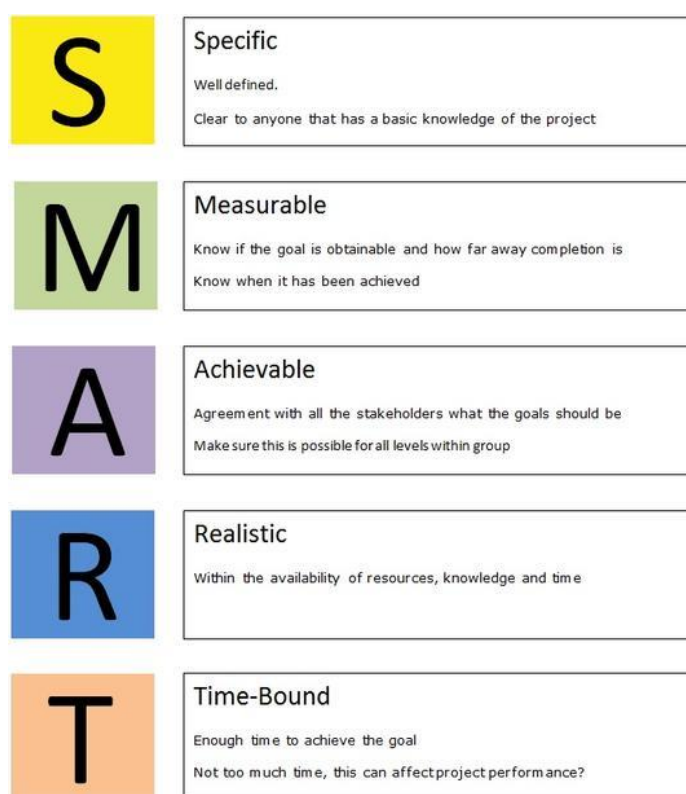 S
Specific
Well defined.
Clear to anyone that has a basic knowledge of the project
M
Measurable
Know if the goal is obtainable and how far away completion is
Know when it has been achieved
A
Achievable
Agreement with all the stakeholders what the goals should be
Make sure this is possible for all levels within group
R
Realistic
Within the availability of resources, knowledge and time
T
Time-Bound
Enough time to achieve the goal
Not too much time, this can affect project performance?